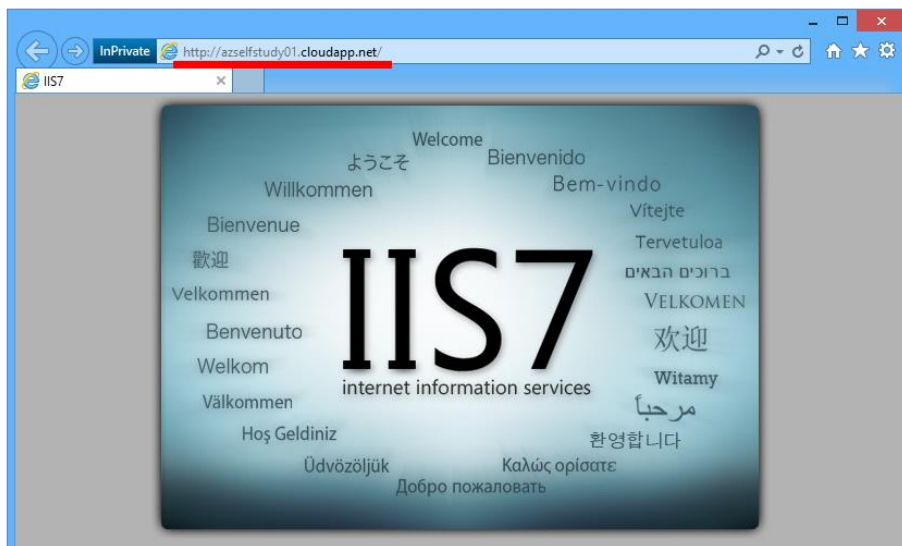 InPrivate http://azselfstudy01.cloudapp.net/
IIS7
Welcome
ようこそ
Bienvenido
Willkommen
Bem-vindo
Bienvenue
Vítejte
歡迎
Tervetuloa
ברוכים הבאים
Velkommen
VELKOMEN
Benvenuto
欢迎
Welkom
Witamy
Välkommen
مرحباً
Hoş Geldiniz
환영합니다
Üdvözöljük
Καλώς ορίσατε
Добро пожаловать
IIS7
internet information services